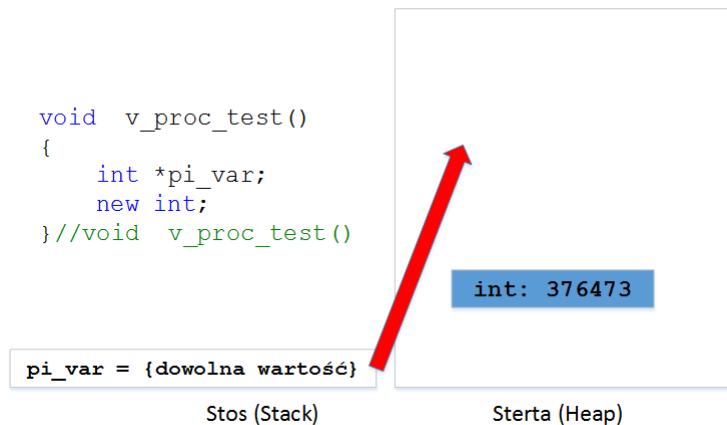 void  v_proc_test()
{
    int *pi_var;
    new int;
}//void  v_proc_test()
int: 376473
pi_var = {dowolna wartość}
Stos (Stack)
Sterta (Heap)